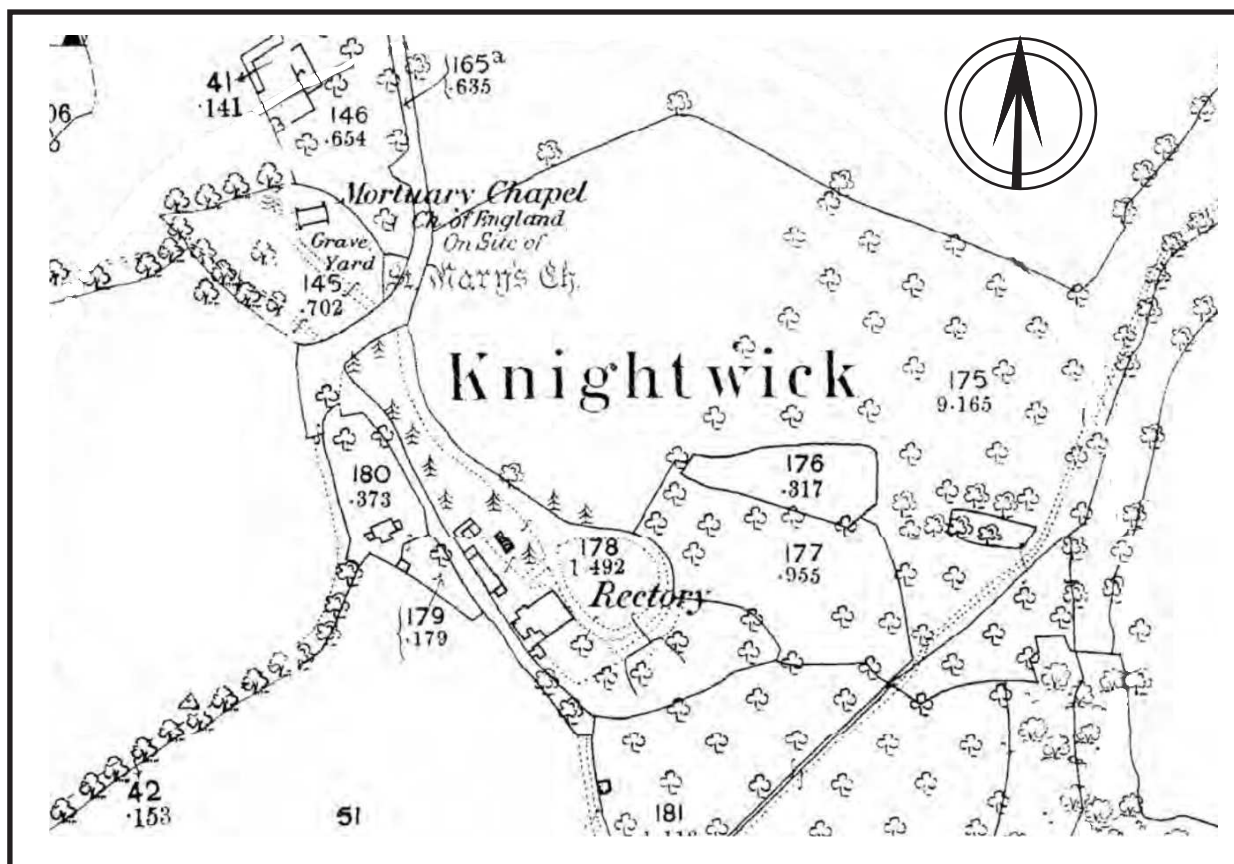 41
.141
165a
.635
06
146
.654
Mortuary Chapel
Ch. of England
On Site of
St. Mary's Ch.
Grave
Yard
145
.702
Knightwick
175
9.165
176
.317
180
.373
178
1.492
177
.955
Rectory
179
.179
42
.153
51
181